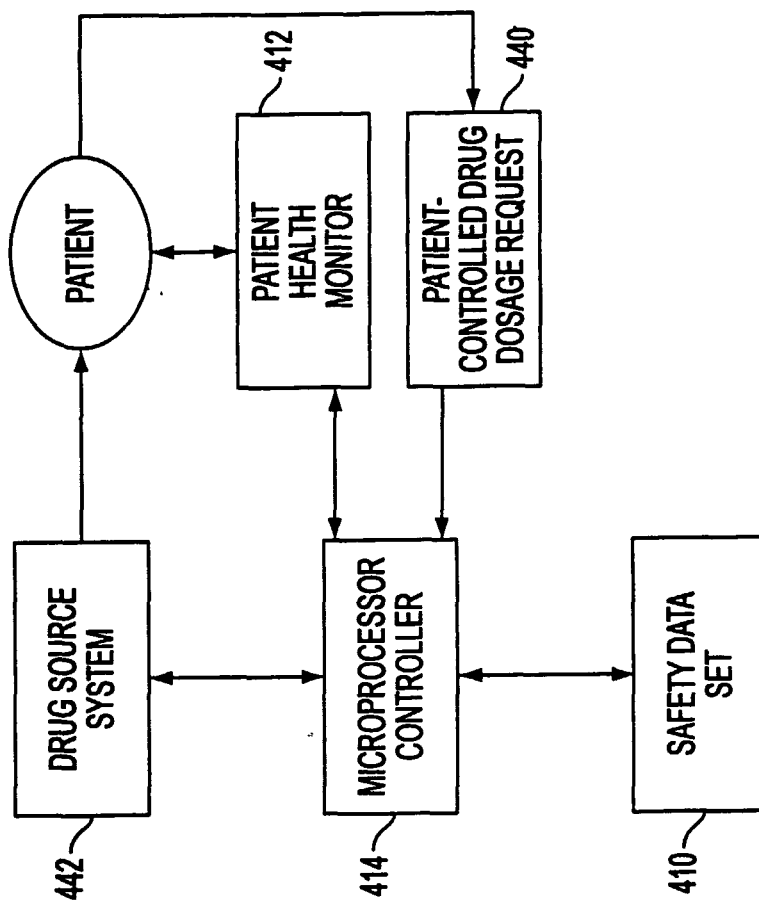 PATIENT
412
PATIENT
HEALTH
MONITOR
440
PATIENT-
CONTROLLED DRUG
DOSAGE REQUEST
DRUG SOURCE
SYSTEM
442
MICROPROCESSOR
CONTROLLER
414
SAFETY DATA
SET
410